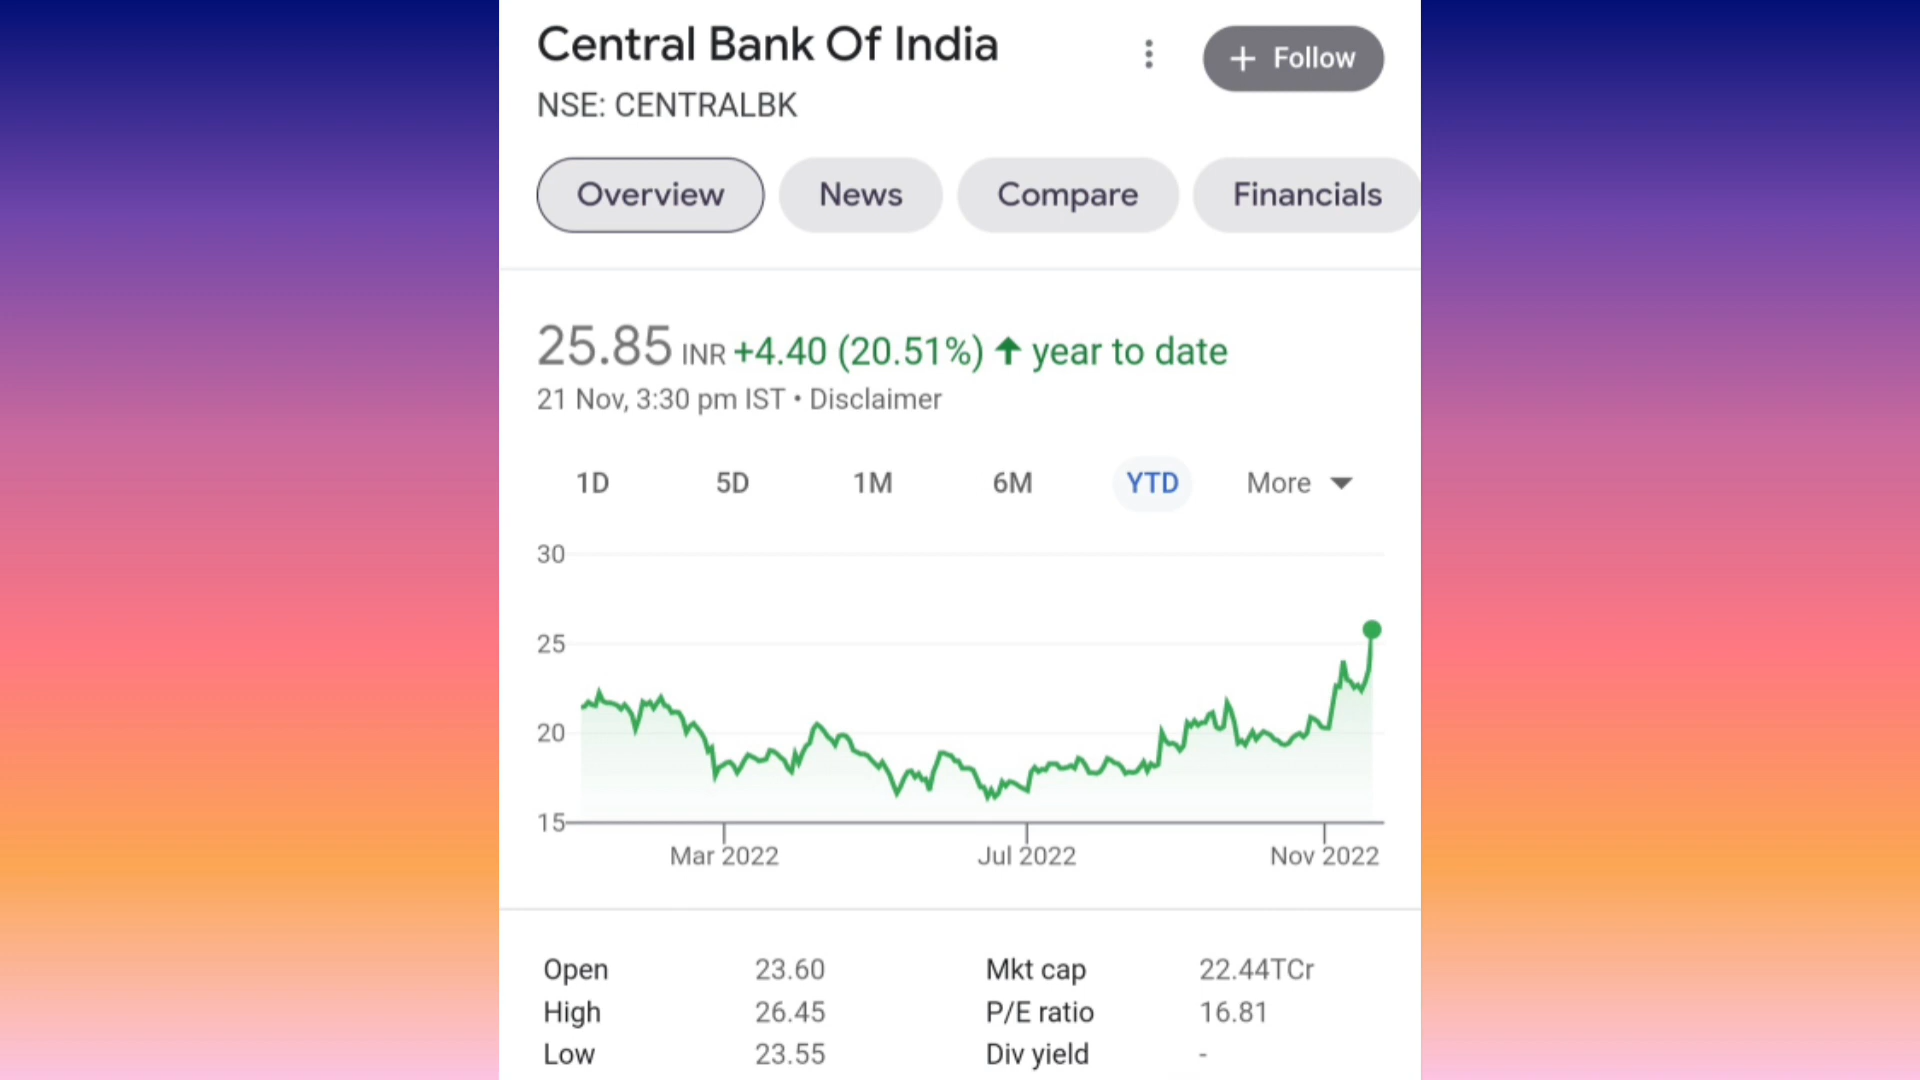 Central Bank Of India
+ Follow
NSE: CENTRALBK
Overview News Compare Financials
25.85 INR +4.40 (20.51%) ↑ year to date
21 Nov, 3:30 pm IST • Disclaimer
1D 5D 1M 6M YTD More
30
25
20
15
Mar 2022 Jul 2022 Nov 2022
Open 23.60 Mkt cap 22.44TCr
High 26.45 P/E ratio 16.81
Low 23.55 Div yield -